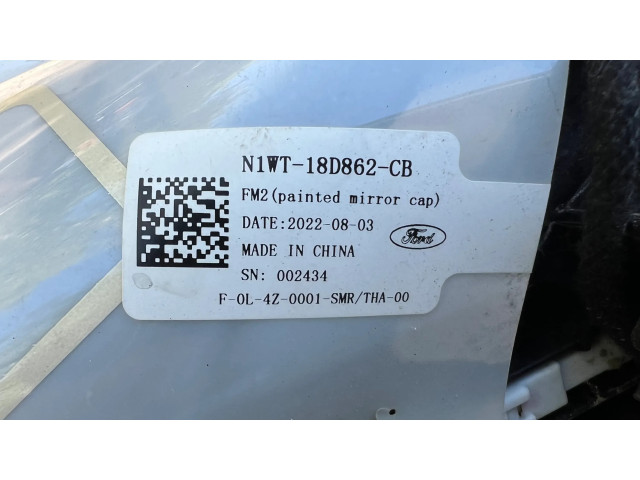 N1WT-18D862-CB
FM2(painted mirror cap)
DATE:2022-08-03
Ford
MADE IN CHINA
SN: 002434
F-0L-4Z-0001-SMR/THA-00